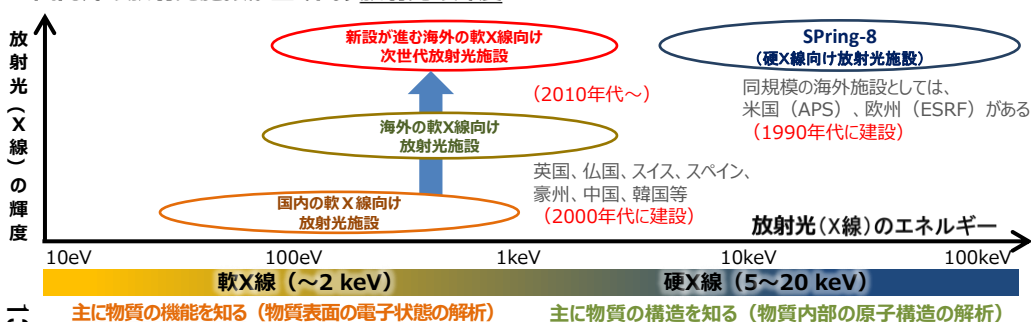 放射光（X線）の輝度
新設が進む海外の軟X線向け
次世代放射光施設
SPring-8
（硬X線向け放射光施設）
（2010年代～）
同規模の海外施設としては、
米国（APS）、欧州（ESRF）がある
（1990年代に建設）
海外の軟X線向け
放射光施設
英国、仏国、スイス、スペイン、
豪州、中国、韓国等
（2000年代に建設）
国内の軟X線向け
放射光施設
放射光（X線）のエネルギー
10eV 100eV 1keV 10keV 100keV
軟X線（～2 keV） 硬X線（5～20 keV）
主に物質の機能を知る（物質表面の電子状態の解析） 主に物質の構造を知る（物質内部の原子構造の解析）